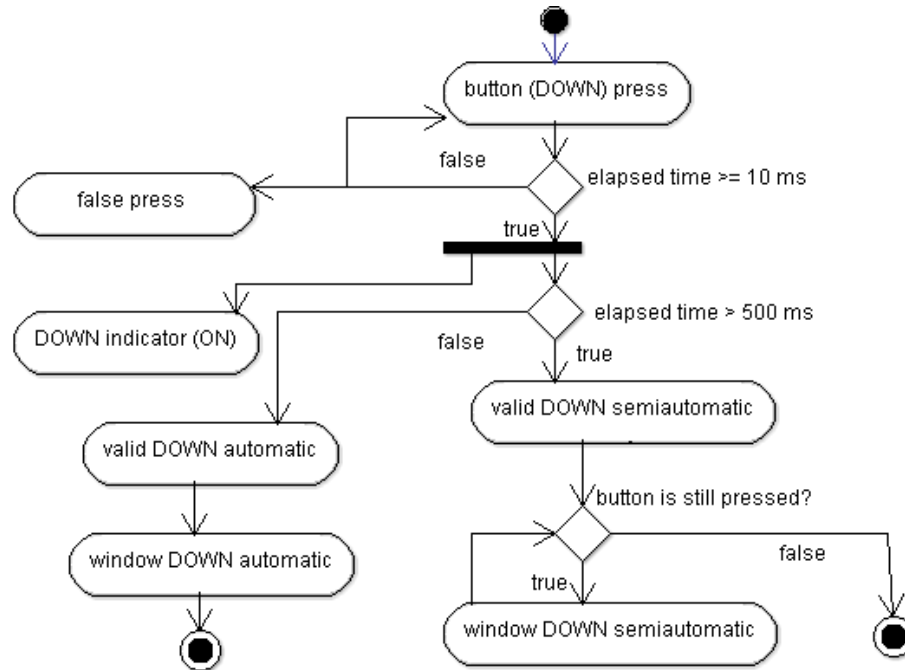 button (DOWN) press
false
elapsed time >= 10 ms
false press
true
DOWN indicator (ON)
elapsed time > 500 ms
false
true
valid DOWN semiautomatic
valid DOWN automatic
button is still pressed?
window DOWN automatic
false
true
window DOWN semiautomatic